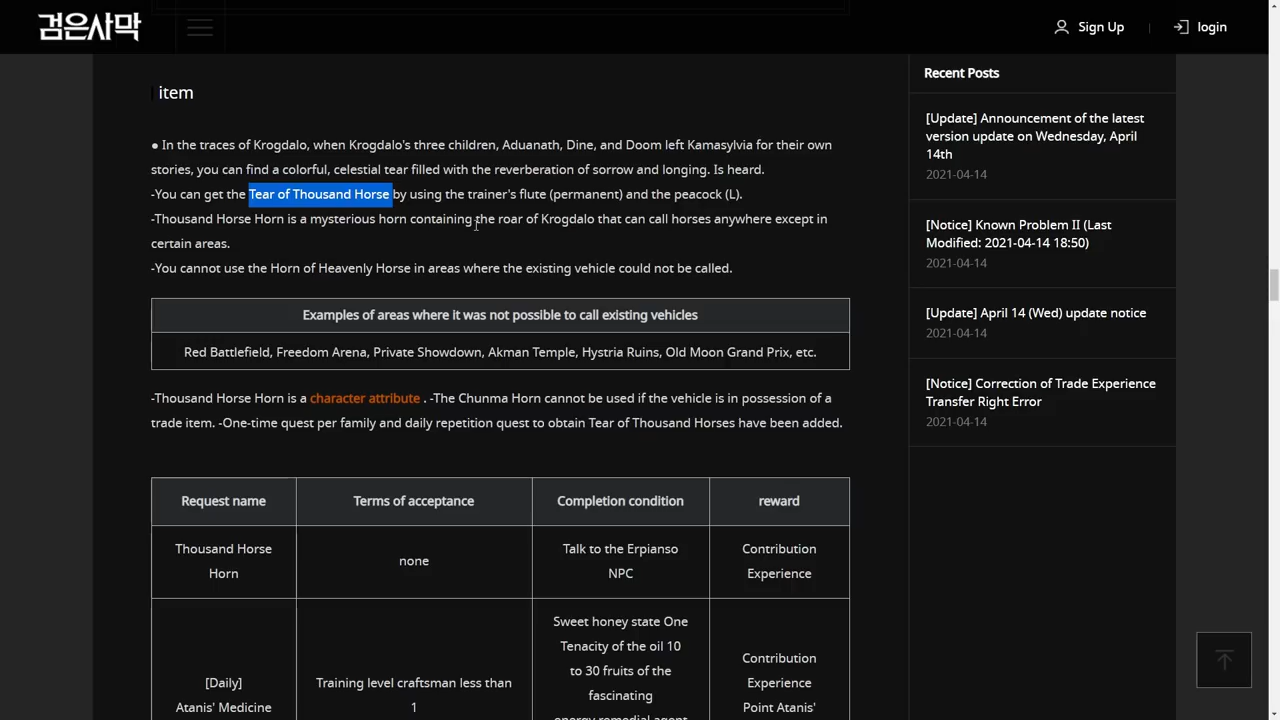 검은사막
Sign Up
login
item
● In the traces of Krogdalo, when Krogdalo's three children, Aduanath, Dine, and Doom left Kamasylvia for their own
stories, you can find a colorful, celestial tear filled with the reverberation of sorrow and longing. Is heard.
-You can get the Tear of Thousand Horse by using the trainer's flute (permanent) and the peacock (L).
-Thousand Horse Horn is a mysterious horn containing the roar of Krogdalo that can call horses anywhere except in
certain areas.
-You cannot use the Horn of Heavenly Horse in areas where the existing vehicle could not be called.
Examples of areas where it was not possible to call existing vehicles
Red Battlefield, Freedom Arena, Private Showdown, Akman Temple, Hystria Ruins, Old Moon Grand Prix, etc.
-Thousand Horse Horn is a character attribute . -The Chunma Horn cannot be used if the vehicle is in possession of a
trade item. -One-time quest per family and daily repetition quest to obtain Tear of Thousand Horses have been added.
Request name
Terms of acceptance
Completion condition
reward
Thousand Horse
Horn
none
Talk to the Erpianso
NPC
Contribution
Experience
[Daily]
Atanis' Medicine
Training level craftsman less than
1
Sweet honey state One
Tenacity of the oil 10
to 30 fruits of the
fascinating
energy remedial agent
Contribution
Experience
Point Atanis'
Recent Posts
[Update] Announcement of the latest
version update on Wednesday, April
14th
2021-04-14
[Notice] Known Problem II (Last
Modified: 2021-04-14 18:50)
2021-04-14
[Update] April 14 (Wed) update notice
2021-04-14
[Notice] Correction of Trade Experience
Transfer Right Error
2021-04-14